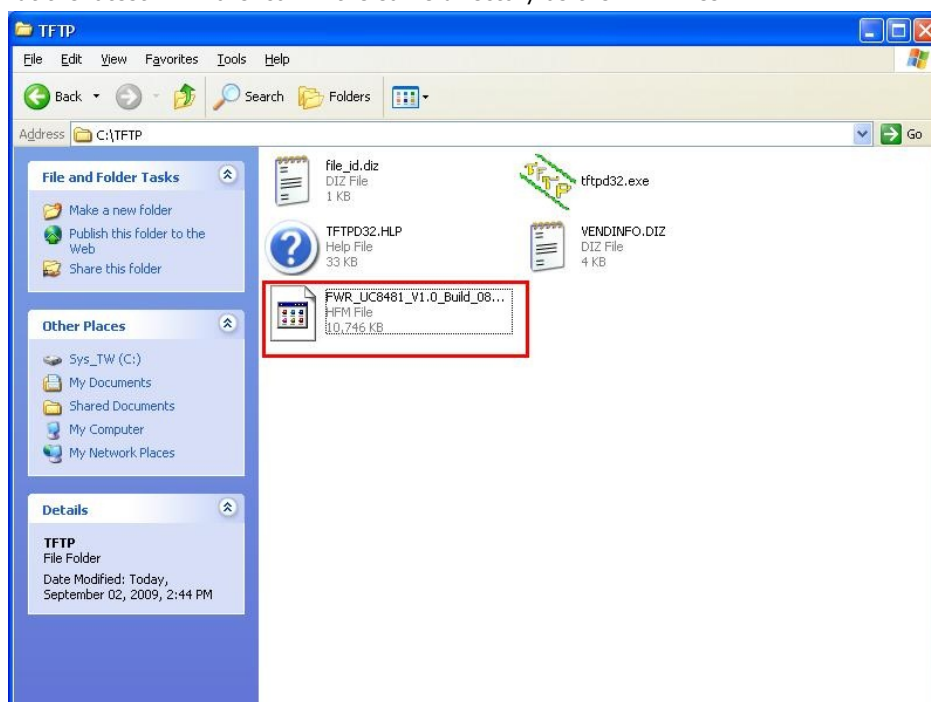 TFTP
File Edit View Favorites Tools Help
Back Search Folders
Address C:\TFTP Go
File and Folder Tasks
Make a new folder
Publish this folder to the
Web
Share this folder
Other Places
Sys_TW (C:)
My Documents
Shared Documents
My Computer
My Network Places
Details
TFTP
File Folder
Date Modified: Today,
September 02, 2009, 2:44 PM
file_id.diz
DIZ File
1 KB
TFTP
tftpd32.exe
TFTPD32.HLP
Help File
33 KB
VENDINFO.DIZ
DIZ File
4 KB
FWR_UC8481_V1.0_Build_08...
HFM File
10,746 KB